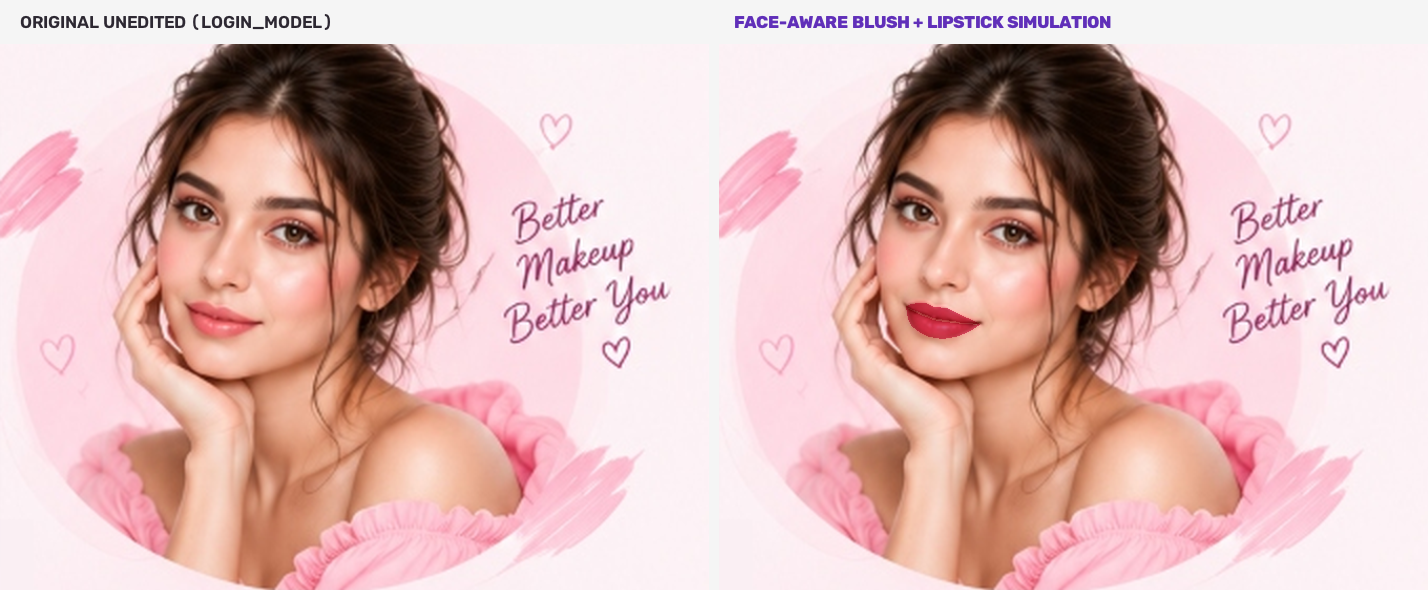 ORIGINAL UNEDITED (LOGIN_MODEL)
FACE-AWARE BLUSH + LIPSTICK SIMULATION
Better
Makeup
Better You
Better
Makeup
Better You